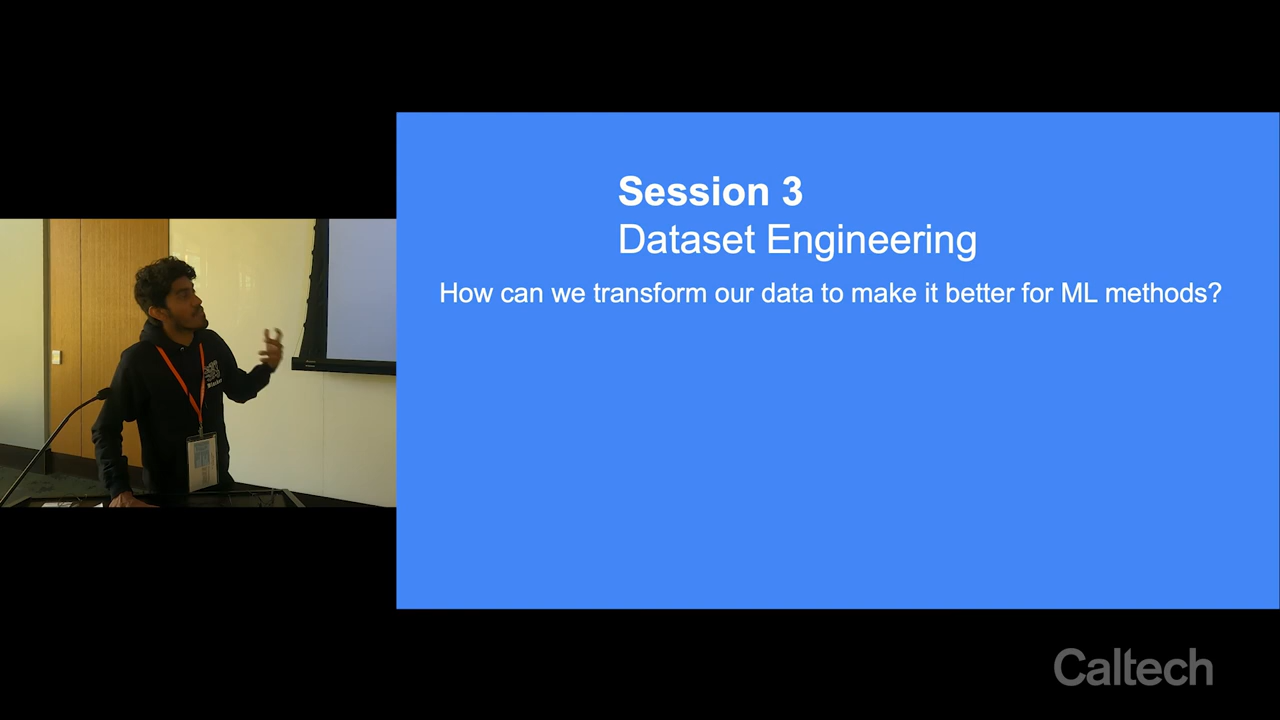 Session 3
Dataset Engineering
How can we transform our data to make it better for ML methods?
Caltech